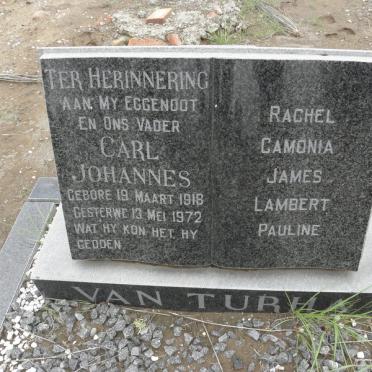 TER HERINNERING
AAN MY EGGENOOT
EN ONS VADER
CARL
JOHANNES
GEBORE 19 MAART 1918
GESTERWE 13 MEI 1972
WAT HY KON HET HY
GEDOEN
RACHEL
CAMONIA
JAMES
LAMBERT
PAULINE
VAN TURH